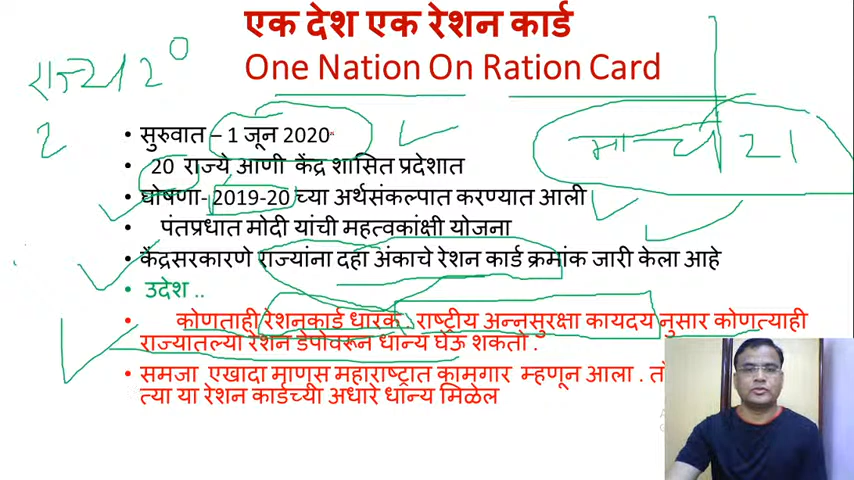 एक देश एक रेशन कार्ड
One Nation On Ration Card
राज्य 20
2
मार्च 21
• सुरुवात – 1 जून 2020
• 20 राज्ये आणी केंद्र शासित प्रदेशात
• घोषणा- 2019-20 च्या अर्थसंकल्पात करण्यात आली
• पंतप्रधात मोदी यांची महत्वकांक्षी योजना
• केंद्रसरकारणे राज्यांना दहा अंकाचे रेशन कार्ड क्रमांक जारी केला आहे
• उदेश ..
• कोणताही रेशनकार्ड धारक . राष्ट्रीय अन्नसुरक्षा कायदय नुसार कोणत्याही
राज्यातल्या रेशन डेपोवरून धान्य घेऊ शकतो .
• समजा एखादा माणूस महाराष्ट्रात कामगार म्हणून आला . तो
त्या या रेशन कार्डच्या अधारे धान्य मिळेल